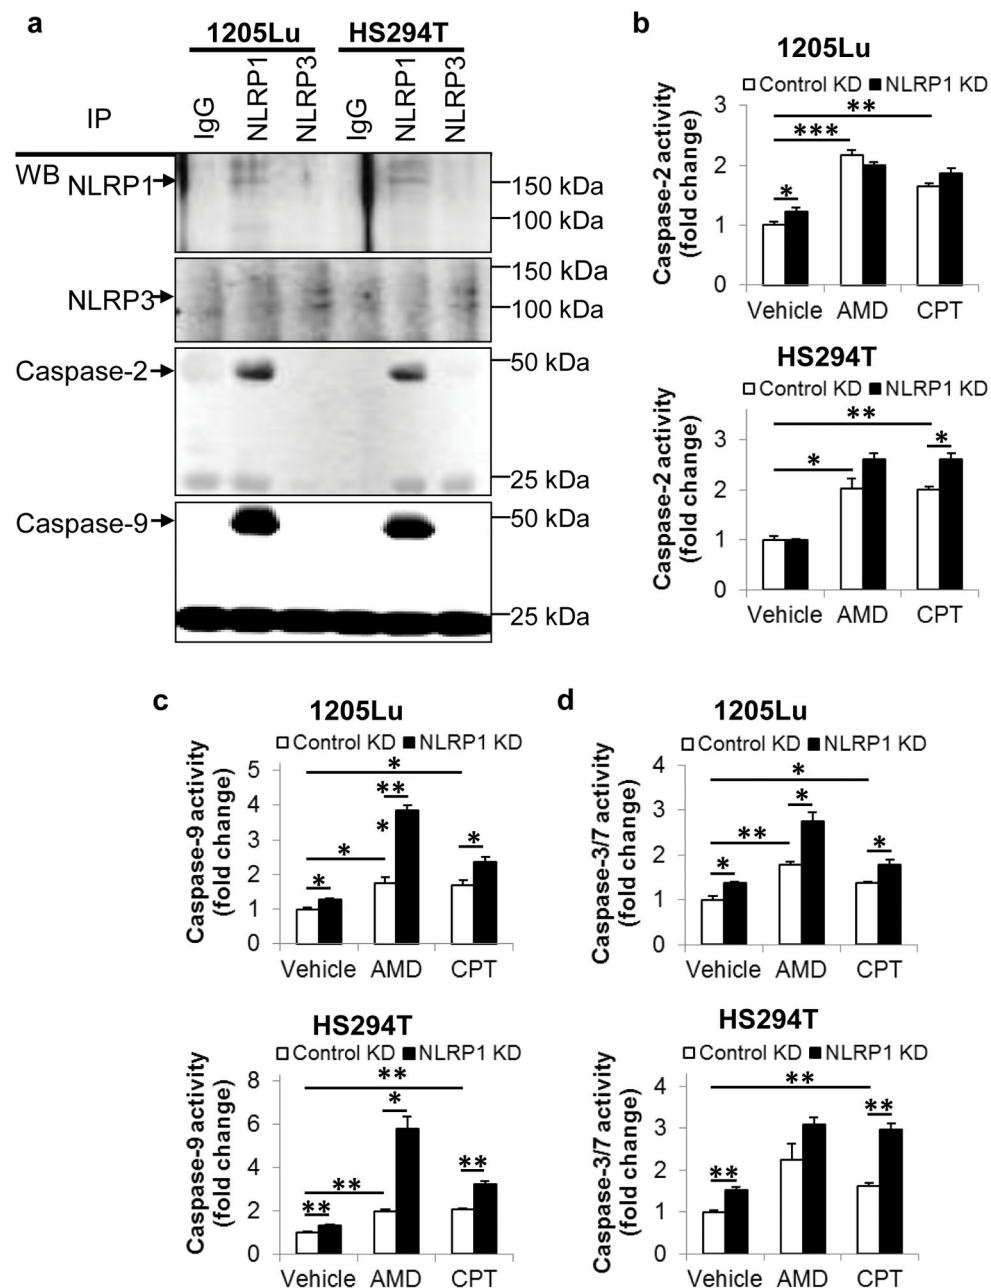 a
1205Lu HS294T
IP IgG NLRP1 NLRP3 IgG NLRP1 NLRP3
WB NLRP1 150 kDa
100 kDa
150 kDa
NLRP3 100 kDa
50 kDa
Caspase-2
25 kDa
Caspase-9 50 kDa
25 kDa
b
1205Lu
Control KD NLRP1 KD
Caspase-2 activity
(fold change)
3
2
1
0
** 
***
*
Vehicle AMD CPT
HS294T
Control KD NLRP1 KD
Caspase-2 activity
(fold change)
3
2
1
0
**
*
*
Vehicle AMD CPT
c
1205Lu
Control KD NLRP1 KD
Caspase-9 activity
(fold change)
5
4
3
2
1
0
*
**
*
*
*
*
Vehicle AMD CPT
HS294T
Control KD NLRP1 KD
Caspase-9 activity
(fold change)
8
6
4
2
0
**
*
**
**
**
Vehicle AMD CPT
d
1205Lu
Control KD NLRP1 KD
Caspase-3/7 activity
(fold change)
4
3
2
1
0
*
*
**
*
*
Vehicle AMD CPT
HS294T
Control KD NLRP1 KD
Caspase-3/7 activity
(fold change)
4
3
2
1
0
**
**
**
Vehicle AMD CPT